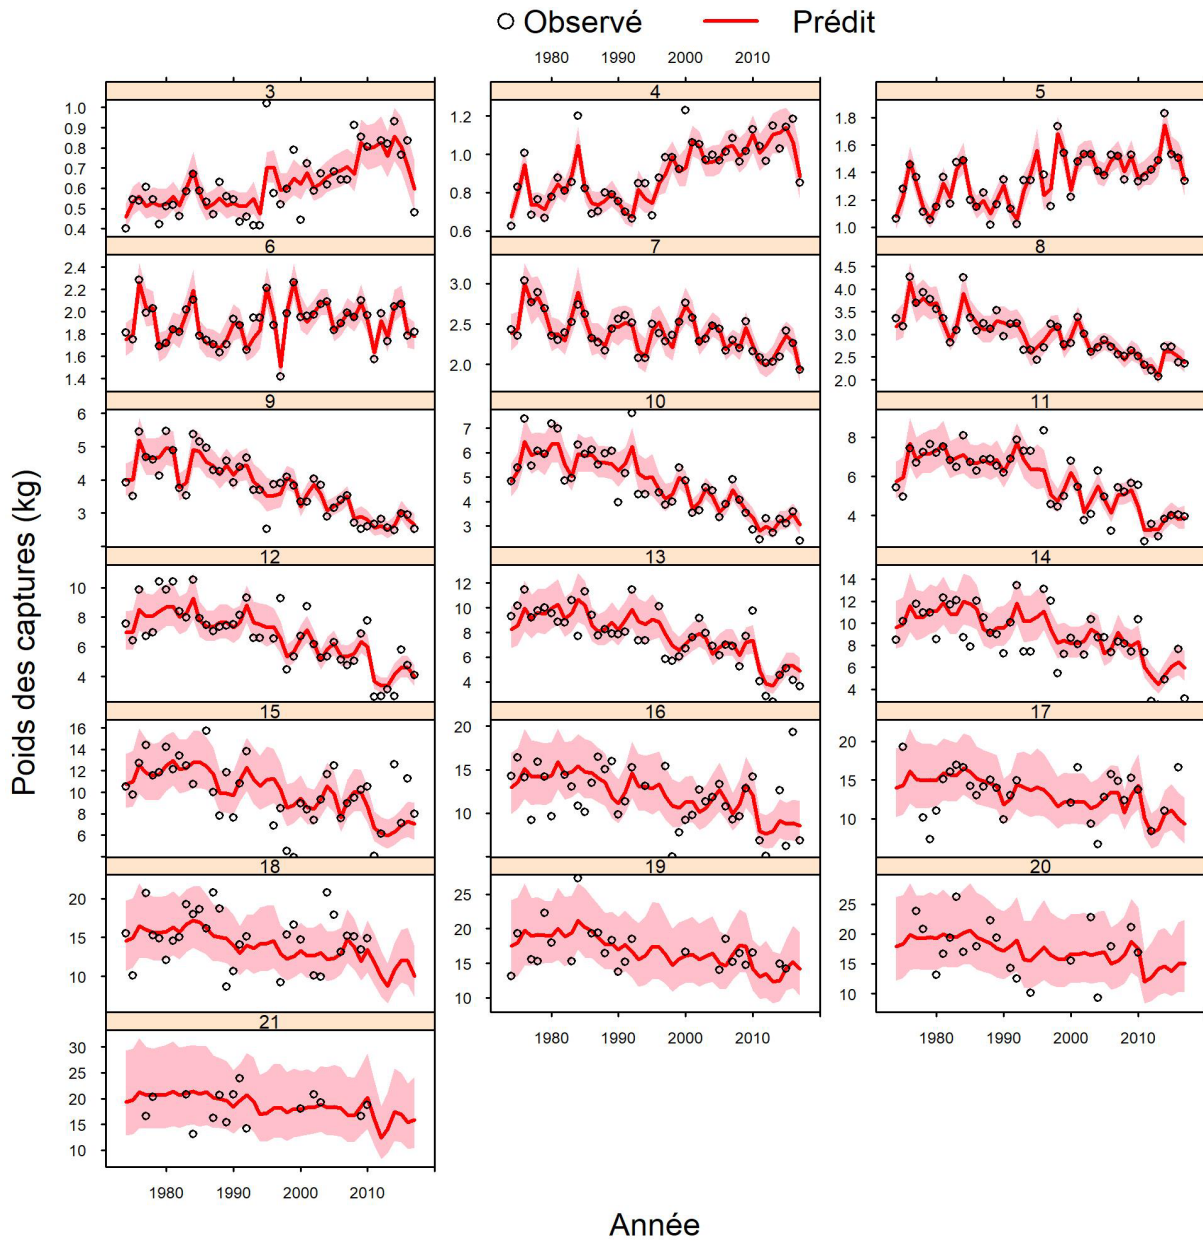 Observé Prédit
1980 1990 2000 2010
3 4 5
1.0 0.9 0.8 0.7 0.6 0.5 0.4
1.2 1.0 0.8 0.6
1.8 1.6 1.4 1.2 1.0
6 7 8
2.4 2.2 2.0 1.8 1.6 1.4
3.0 2.5 2.0
4.5 4.0 3.5 3.0 2.5 2.0
9 10 11
6 5 4 3
7 6 5 4 3
8 6 4
12 13 14
10 8 6 4
12 10 8 6 4
14 12 10 8 6 4
15 16 17
16 14 12 10 8 6
20 15 10
20 15 10
18 19 20
20 15 10
25 20 15 10
25 20 15 10
1980 1990 2000 2010
1980 1990 2000 2010
21
30 25 20 15 10
1980 1990 2000 2010
Poids des captures (kg)
Année